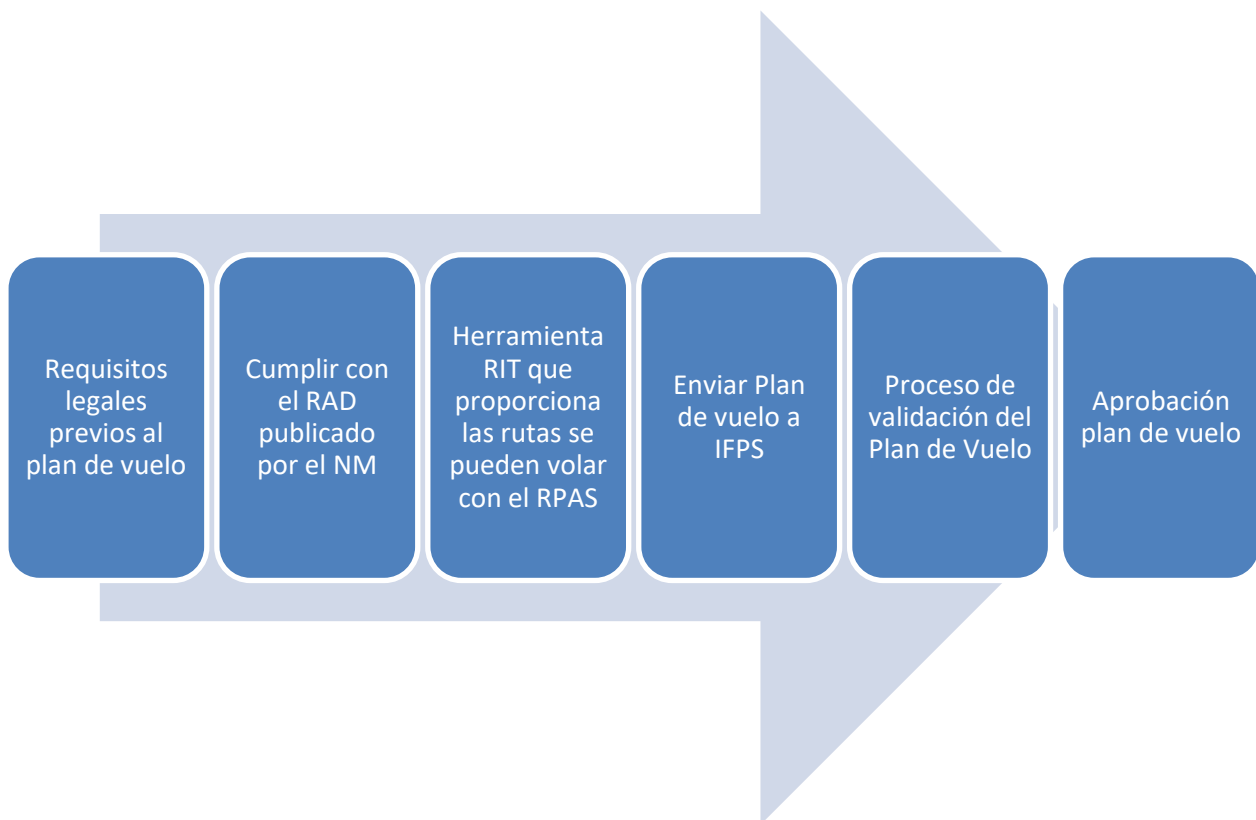 Requisitos
legales
previos al
plan de vuelo
Cumplir con
el RAD
publicado
por el NM
Herramienta
RIT que
proporciona
las rutas se
pueden volar
con el RPAS
Enviar Plan
de vuelo a
IFPS
Proceso de
validación del
Plan de Vuelo
Aprobación
plan de vuelo